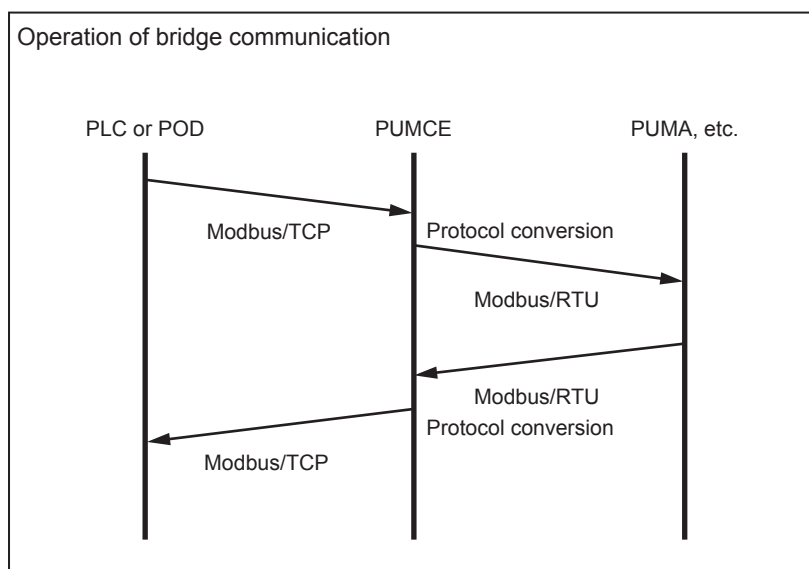 Operation of bridge communication
PLC or POD
PUMCE
PUMA, etc.
Modbus/TCP
Protocol conversion
Modbus/RTU
Modbus/RTU
Protocol conversion
Modbus/TCP